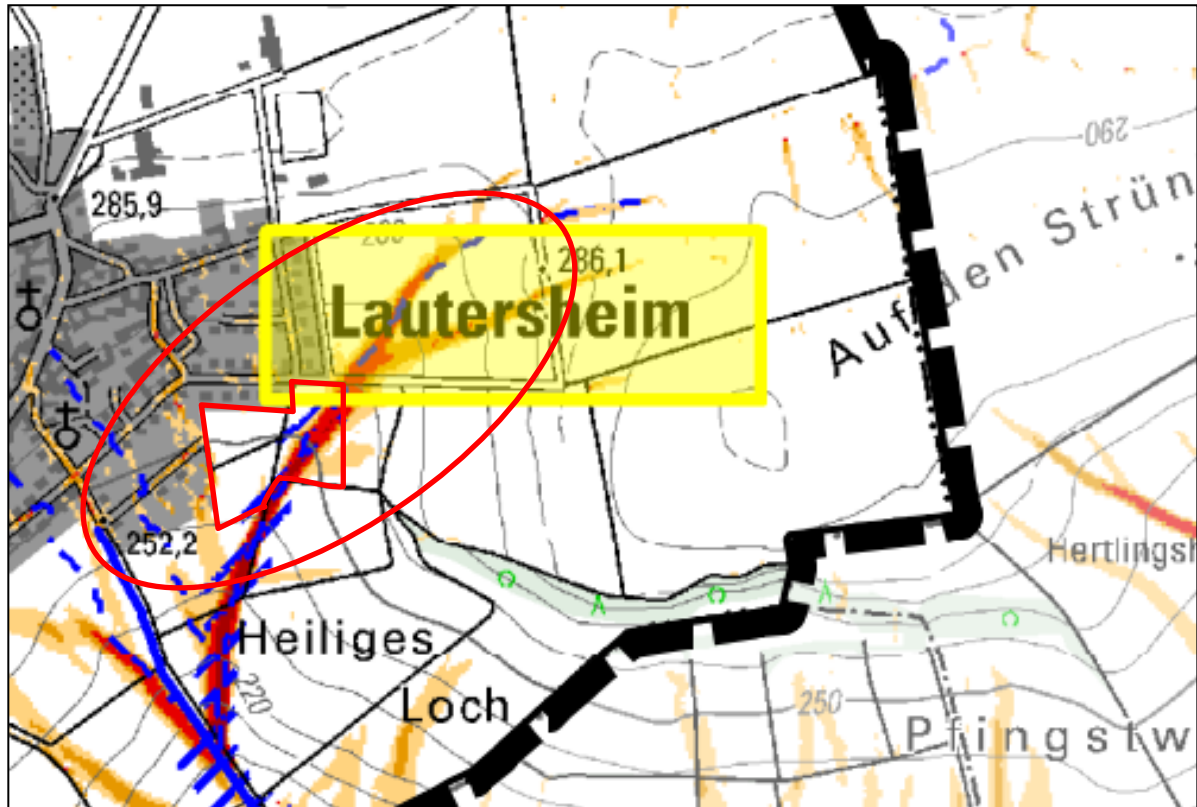 290
285,9
280
286,1
Auf den Strün
Lautersheim
252,2
Hertlingsh
Heiliges
Loch
220
250
Pfingstw